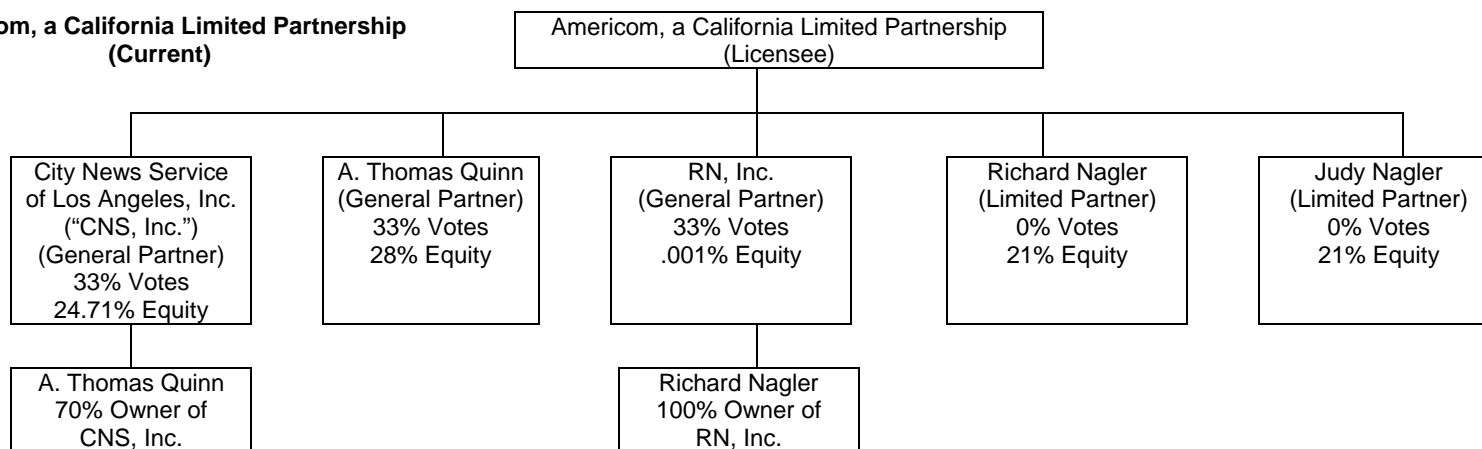 om, a California Limited Partnership
(Current)
Americom, a California Limited Partnership
(Licensee)
City News Service
of Los Angeles, Inc.
(“CNS, Inc.”)
(General Partner)
33% Votes
24.71% Equity
A. Thomas Quinn
(General Partner)
33% Votes
28% Equity
RN, Inc.
(General Partner)
33% Votes
.001% Equity
Richard Nagler
(Limited Partner)
0% Votes
21% Equity
Judy Nagler
(Limited Partner)
0% Votes
21% Equity
A. Thomas Quinn
70% Owner of
CNS, Inc.
Richard Nagler
100% Owner of
RN, Inc.